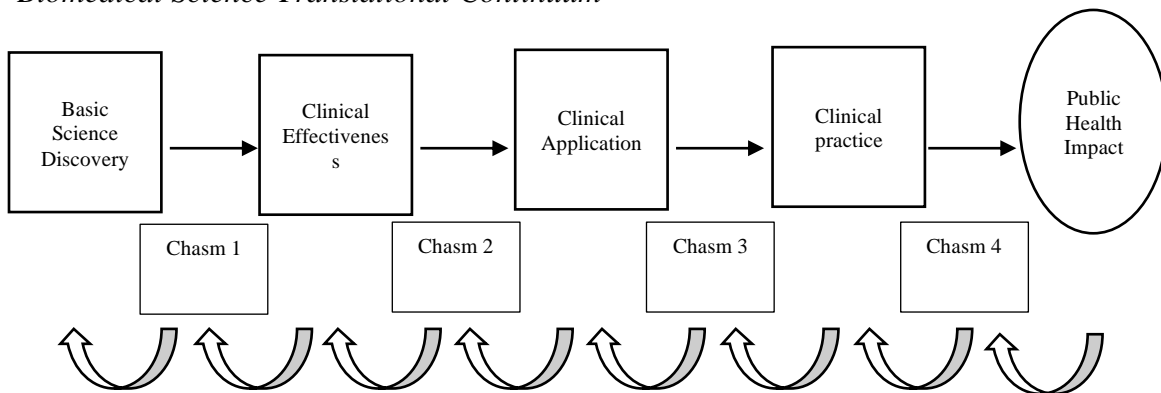 Biomedical Science Translational Continuum
Basic
Science
Discovery
Clinical
Effectivenes
s
Clinical
Application
Clinical
practice
Public
Health
Impact
Chasm 1
Chasm 2
Chasm 3
Chasm 4